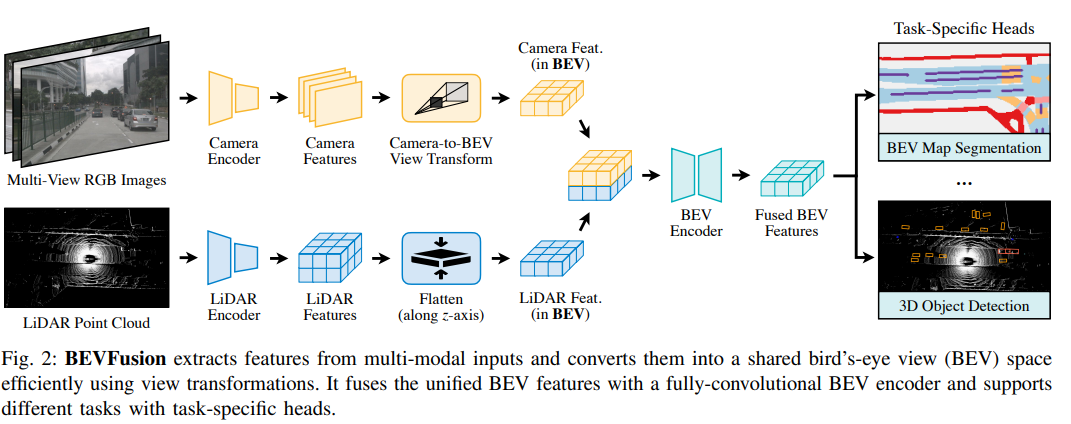 Task-Specific Heads
Camera Feat.
(in BEV)
Camera
Encoder
Camera
Features
Camera-to-BEV
View Transform
Multi-View RGB Images
BEV Map Segmentation
...
BEV
Encoder
Fused BEV
Features
LiDAR Point Cloud
LiDAR
Encoder
LiDAR
Features
Flatten
(along z-axis)
LiDAR Feat.
(in BEV)
3D Object Detection
Fig. 2: BEVFusion extracts features from multi-modal inputs and converts them into a shared bird's-eye view (BEV) space
efficiently using view transformations. It fuses the unified BEV features with a fully-convolutional BEV encoder and supports
different tasks with task-specific heads.